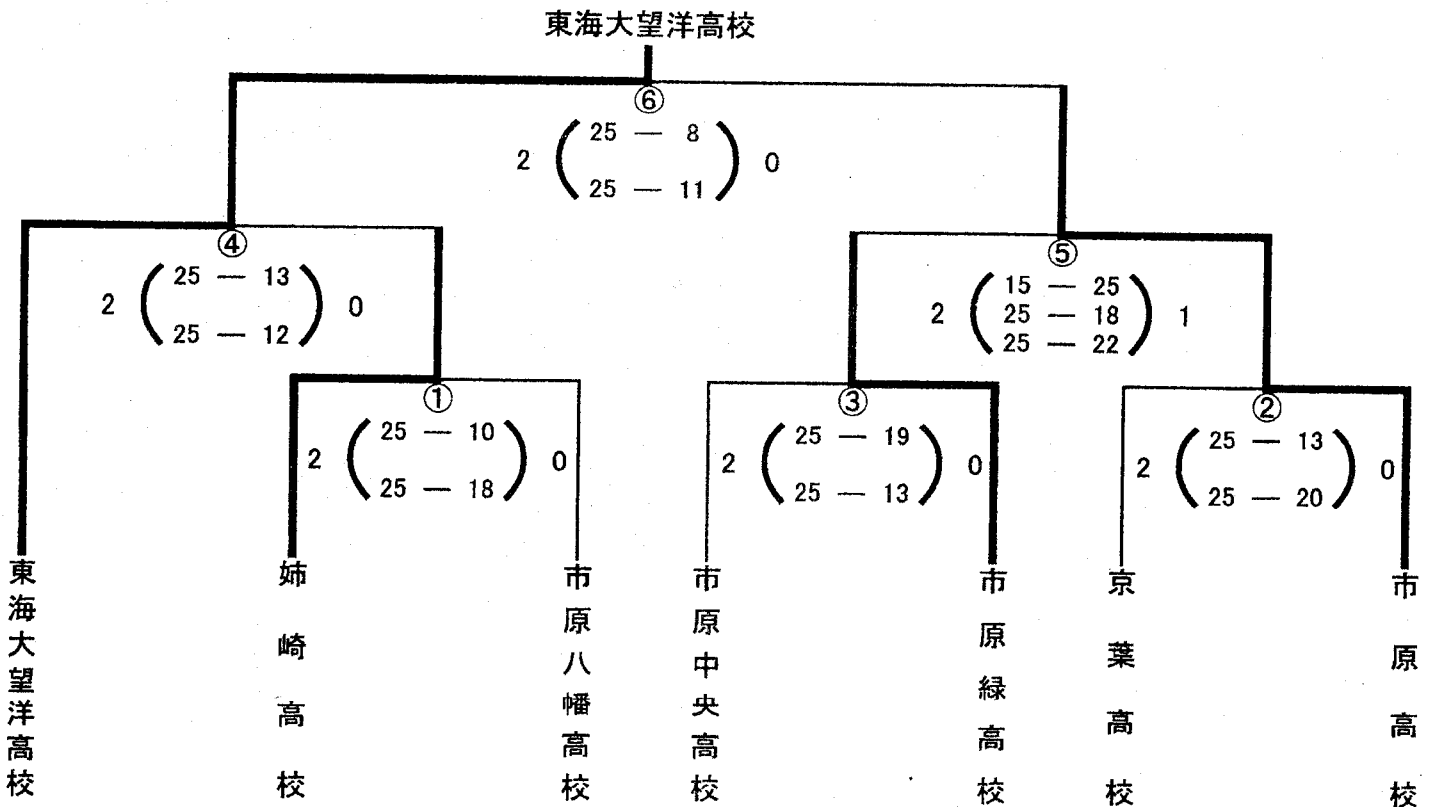 東海大望洋高校
⑥
2 ( 25 — 8 ) 0
25 — 11
④
2 ( 25 — 13 ) 0
25 — 12
⑤
2 ( 15 — 25 ) 1
25 — 18
25 — 22
①
2 ( 25 — 10 ) 0
25 — 18
③
2 ( 25 — 19 ) 0
25 — 13
②
2 ( 25 — 13 ) 0
25 — 20
東海大望洋高校
姉崎高校
市原八幡高校
市原中央高校
市原緑高校
京葉高校
市原高校